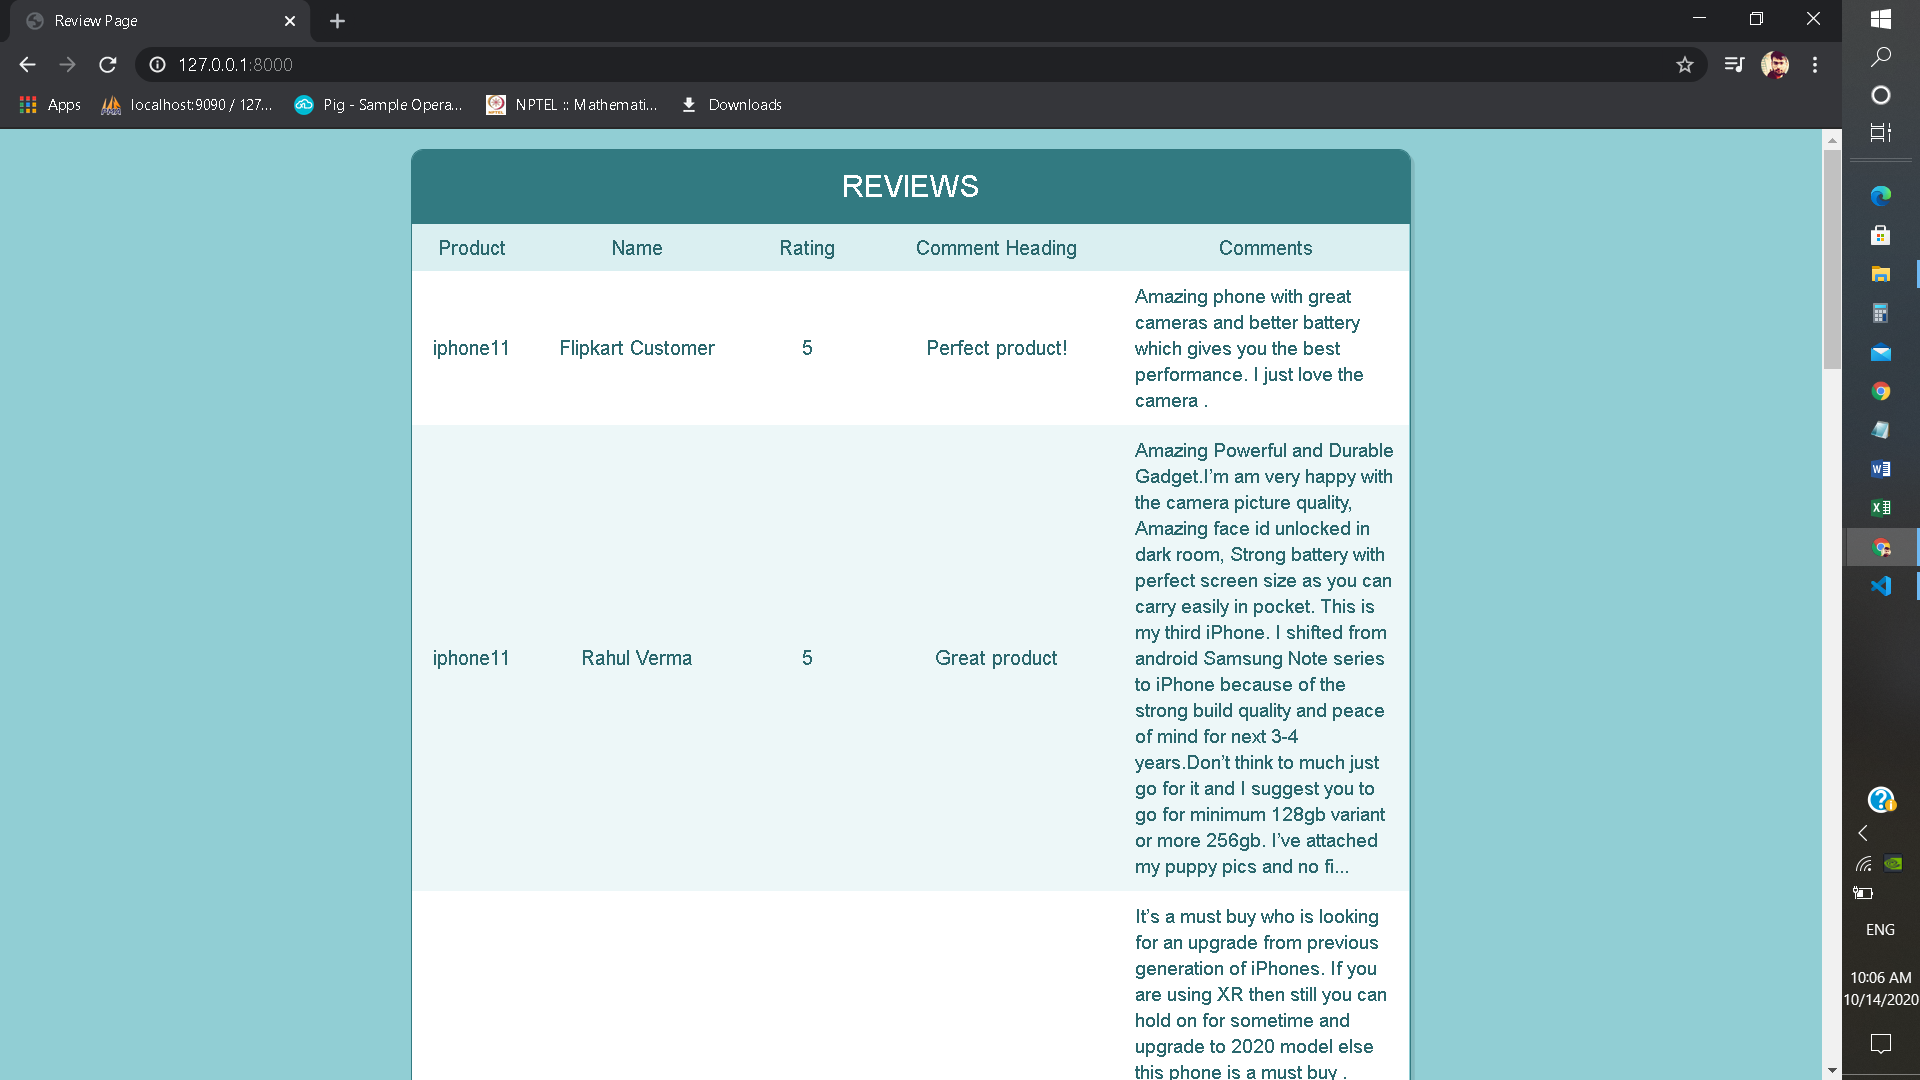 Review Page
127.0.0.1:8000
Apps
localhost:9090 / 127...
Pig - Sample Opera...
NPTEL :: Mathemati...
Downloads
REVIEWS
Product Name Rating Comment Heading Comments
iphone11 Flipkart Customer 5 Perfect product!
Amazing phone with great
cameras and better battery
which gives you the best
performance. I just love the
camera .
iphone11 Rahul Verma 5 Great product
Amazing Powerful and Durable
Gadget.I’m am very happy with
the camera picture quality,
Amazing face id unlocked in
dark room, Strong battery with
perfect screen size as you can
carry easily in pocket. This is
my third iPhone. I shifted from
android Samsung Note series
to iPhone because of the
strong build quality and peace
of mind for next 3-4
years.Don’t think to much just
go for it and I suggest you to
go for minimum 128gb variant
or more 256gb. I’ve attached
my puppy pics and no fi...
It’s a must buy who is looking
for an upgrade from previous
generation of iPhones. If you
are using XR then still you can
hold on for sometime and
upgrade to 2020 model else
this phone is a must buy .
ENG
10:06 AM
10/14/2020